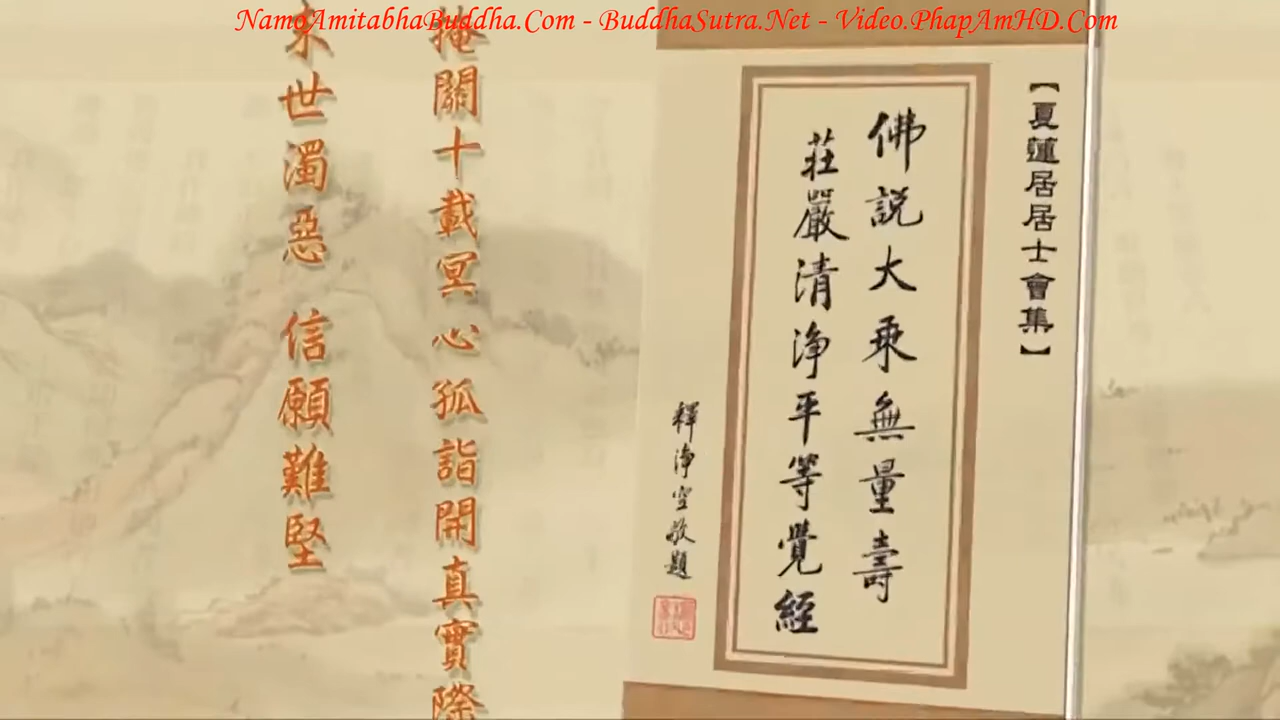 NamoAmitabhaBuddha.Com - BuddhaSutra.Net - Video.PhapAmHD.Com
【夏蓮居居士會集】
佛説大乘無量壽
莊嚴清淨平等覺經
釋淨空敬題
掩關十載冥心孤詣開真實際
末世濁惡 信願難堅